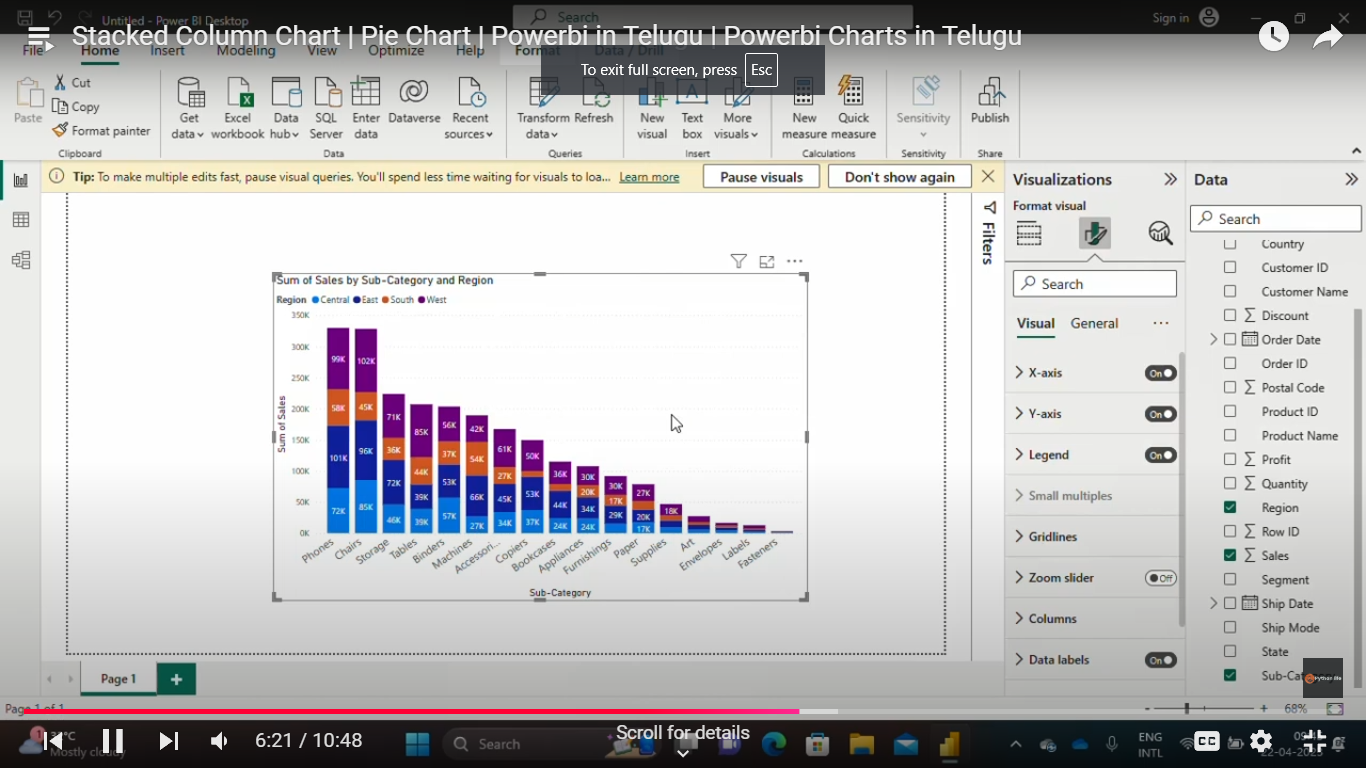 Untitled - Power BI Desktop
Search
Sign in
Stacked Column Chart | Pie Chart | Powerbi in Telugu | Powerbi Charts in Telugu
File Home Insert Modeling View Optimize Help Format Data / Drill
To exit full screen, press Esc
Paste
Cut
Copy
Format painter
Get data
Excel workbook
Data hub
SQL Server
Enter data
Dataverse
Recent sources
Transform data
Refresh
New visual
Text box
More visuals
New measure
Quick measure
Sensitivity
Publish
Clipboard Data Queries Insert Calculations Sensitivity Share
Tip: To make multiple edits fast, pause visual queries. You'll spend less time waiting for visuals to loa... Learn more
Pause visuals
Don't show again
Sum of Sales by Sub-Category and Region
Region Central East South West
350K
300K
250K
200K
150K
100K
50K
0K
Sum of Sales
99K 58K 101K 72K
102K 45K 96K 85K
71K 36K 72K 46K
85K 44K 39K 39K
56K 37K 53K 57K
42K 54K 66K 27K
61K 27K 45K 34K
50K 53K 37K
36K 44K 24K
30K 20K 34K 24K
30K 17K 29K
27K 20K 17K
18K
Phones Chairs Storage Tables Binders Machines Accessori... Copiers Bookcases Appliances Furnishings Paper Supplies Art Envelopes Labels Fasteners
Sub-Category
Filters
Visualizations
Format visual
Search
Visual General
X-axis On
Y-axis On
Legend On
Small multiples
Gridlines
Zoom slider Off
Columns
Data labels On
Data
Search
Country
Customer ID
Customer Name
Discount
Order Date
Order ID
Postal Code
Product ID
Product Name
Profit
Quantity
Region
Row ID
Sales
Segment
Ship Date
Ship Mode
State
Page 1
68%
6:21 / 10:48
Scroll for details
Mostly cloudy
Search
ENG
INTL
CC